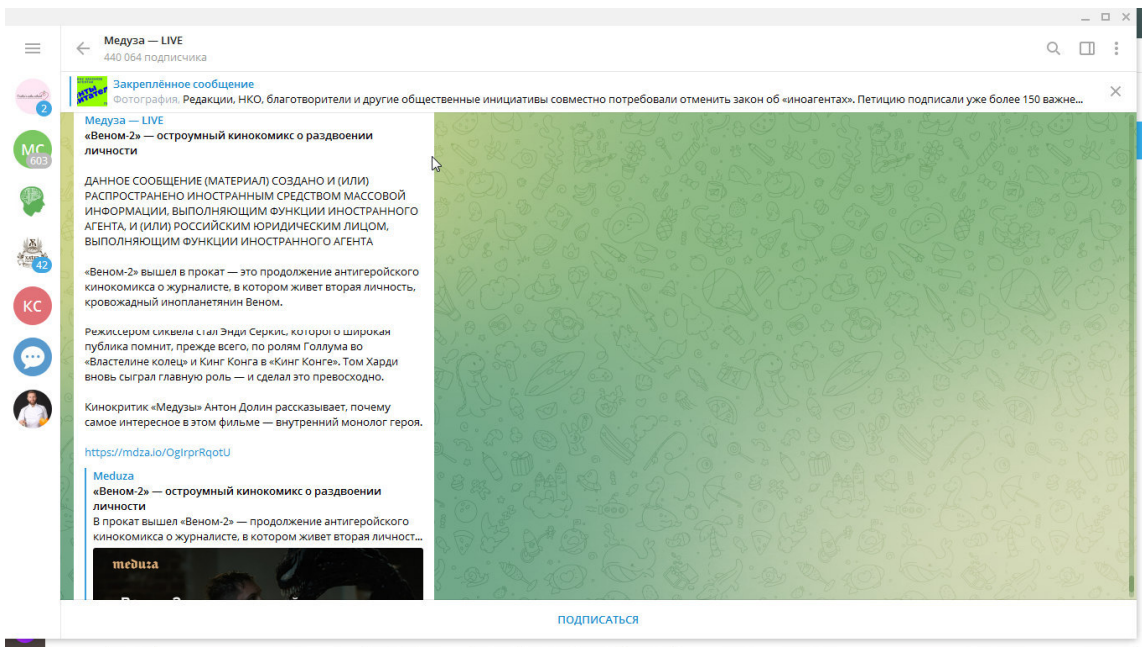 Медуза — LIVE
440 064 подписчика
Закреплённое сообщение
Фотография, Редакции, НКО, благотворители и другие общественные инициативы совместно потребовали отменить закон об «иноагентах». Петицию подписали уже более 150 важне...
2
МС
603
42
КС
Медуза — LIVE
«Веном-2» — остроумный кинокомикс о раздвоении
личности
ДАННОЕ СООБЩЕНИЕ (МАТЕРИАЛ) СОЗДАНО И (ИЛИ)
РАСПРОСТРАНЕНО ИНОСТРАННЫМ СРЕДСТВОМ МАССОВОЙ
ИНФОРМАЦИИ, ВЫПОЛНЯЮЩИМ ФУНКЦИИ ИНОСТРАННОГО
АГЕНТА, И (ИЛИ) РОССИЙСКИМ ЮРИДИЧЕСКИМ ЛИЦОМ,
ВЫПОЛНЯЮЩИМ ФУНКЦИИ ИНОСТРАННОГО АГЕНТА
«Веном-2» вышел в прокат — это продолжение антигеройского
кинокомикса о журналисте, в котором живет вторая личность,
кровожадный инопланетянин Веном.
Режиссером сиквела стал Энди Серкис, которого широкая
публика помнит, прежде всего, по ролям Голлума во
«Властелине колец» и Кинг Конга в «Кинг Конге». Том Харди
вновь сыграл главную роль — и сделал это превосходно.
Кинокритик «Медузы» Антон Долин рассказывает, почему
самое интересное в этом фильме — внутренний монолог героя.
https://mdza.io/OgIrprRqotU
Meduza
«Веном-2» — остроумный кинокомикс о раздвоении
личности
В прокат вышел «Веном-2» — продолжение антигеройского
кинокомикса о журналисте, в котором живет вторая личност...
meduza
ПОДПИСАТЬСЯ